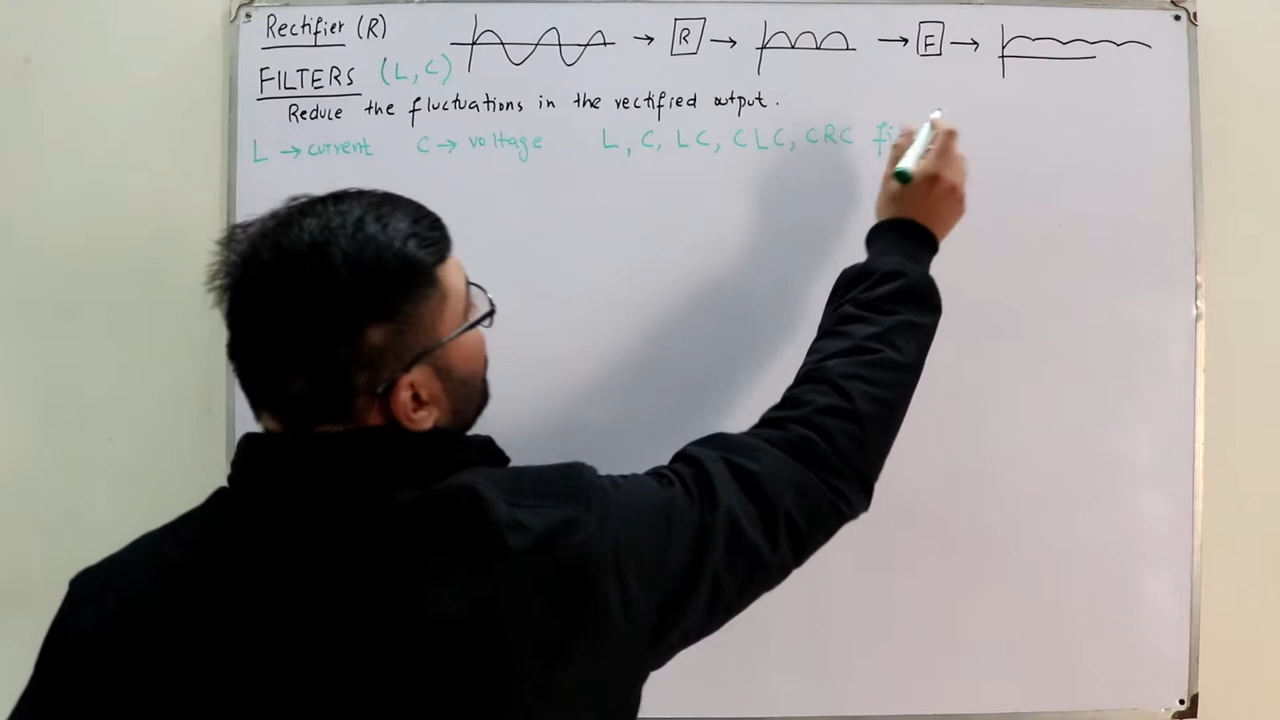 Rectifier (R) → R → → F →
FILTERS (L, C)
Reduce the fluctuations in the rectified output.
L → current C → voltage L, C, LC, CLC, CRC